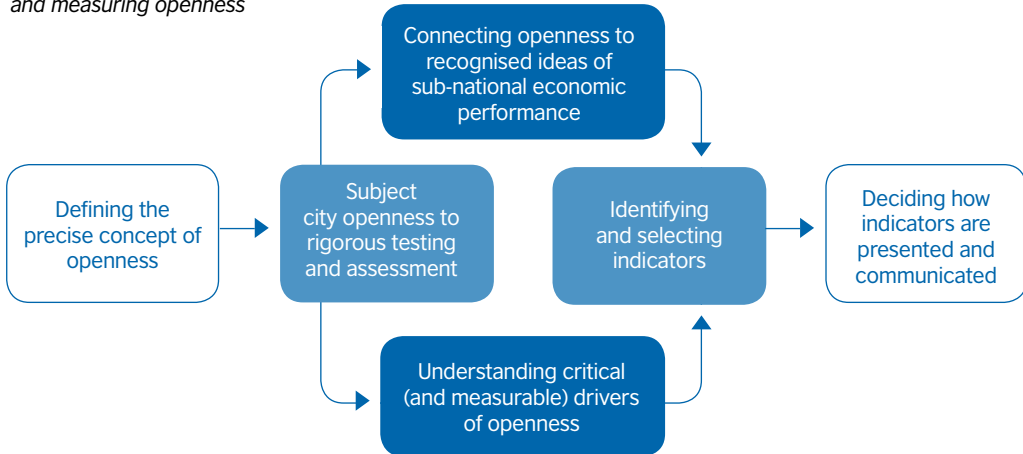 and measuring openness
Connecting openness to
recognised ideas of
sub-national economic
performance
Defining the
precise concept of
openness
Subject
city openness to
rigorous testing
and assessment
Identifying
and selecting
indicators
Deciding how
indicators are
presented and
communicated
Understanding critical
(and measurable) drivers
of openness